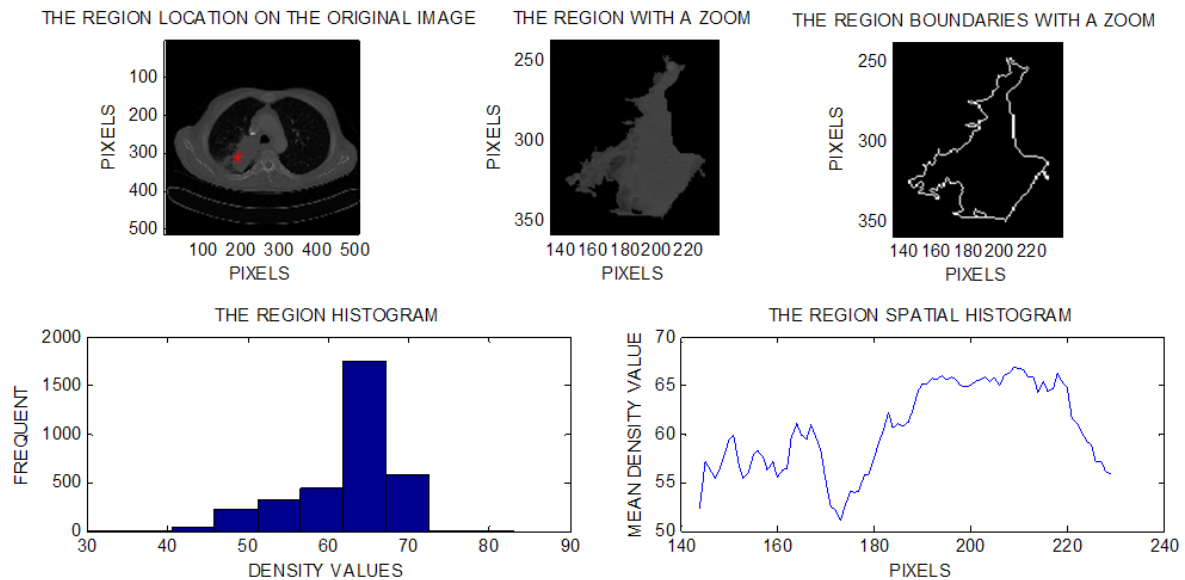 THE REGION LOCATION ON THE ORIGINAL IMAGE
PIXELS
100
200
300
400
500
100 200 300 400 500
PIXELS
THE REGION WITH A ZOOM
PIXELS
250
300
350
140 160 180 200 220
PIXELS
THE REGION BOUNDARIES WITH A ZOOM
PIXELS
250
300
350
140 160 180 200 220
PIXELS
THE REGION HISTOGRAM
FREQUENT
2000
1500
1000
500
0
30 40 50 60 70 80 90
DENSITY VALUES
THE REGION SPATIAL HISTOGRAM
MEAN DENSITY VALUE
70
65
60
55
50
140 160 180 200 220 240
PIXELS